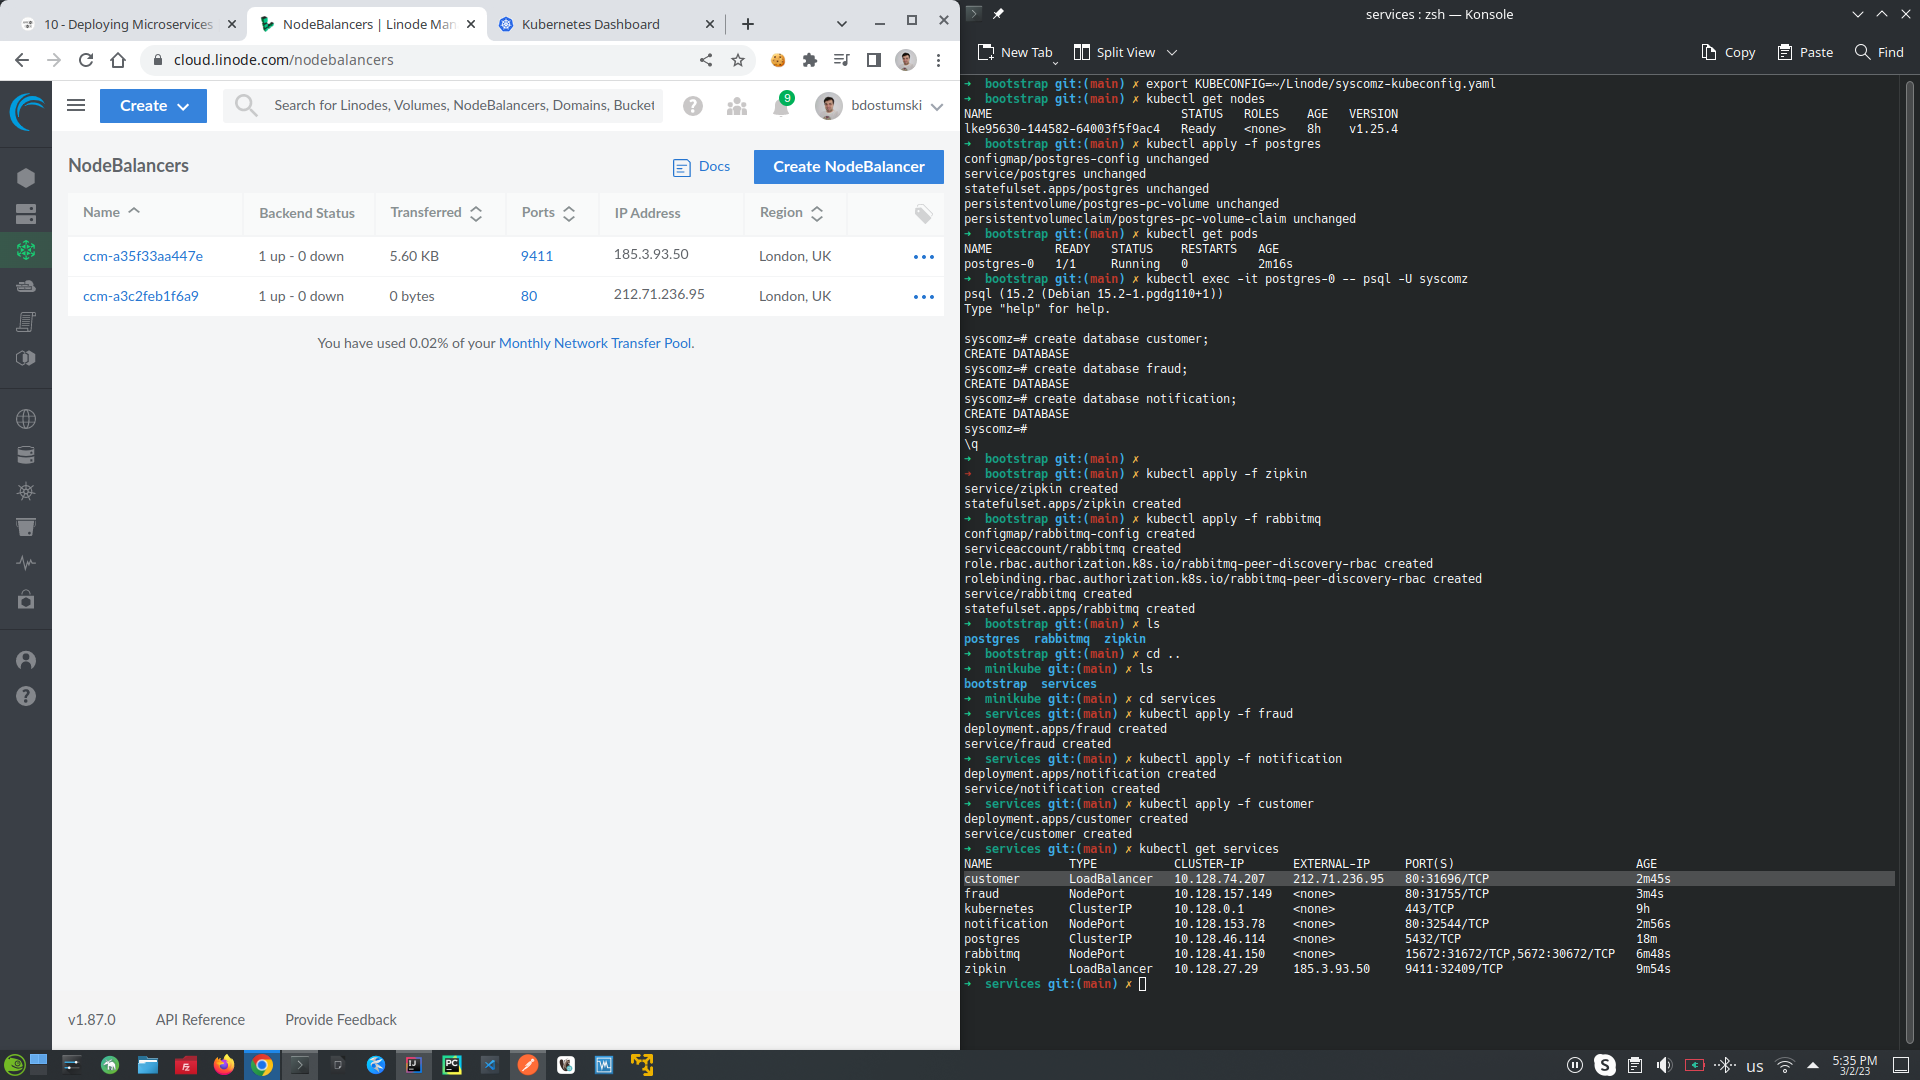 10 - Deploying Microservices
NodeBalancers | Linode Man
Kubernetes Dashboard
cloud.linode.com/nodebalancers
Create
Search for Linodes, Volumes, NodeBalancers, Domains, Bucket
9
bdostumski
NodeBalancers
Docs
Create NodeBalancer
Name Backend Status Transferred Ports IP Address Region
ccm-a35f33aa447e 1 up - 0 down 5.60 KB 9411 185.3.93.50 London, UK
ccm-a3c2feb1f6a9 1 up - 0 down 0 bytes 80 212.71.236.95 London, UK
You have used 0.02% of your Monthly Network Transfer Pool.
v1.87.0 API Reference Provide Feedback
services : zsh — Konsole
New Tab Split View Copy Paste Find
➜ bootstrap git:(main) ✗ export KUBECONFIG=~/Linode/syscomz-kubeconfig.yaml
➜ bootstrap git:(main) ✗ kubectl get nodes
NAME STATUS ROLES AGE VERSION
lke95630-144582-64003f5f9ac4 Ready <none> 8h v1.25.4
➜ bootstrap git:(main) ✗ kubectl apply -f postgres
configmap/postgres-config unchanged
service/postgres unchanged
statefulset.apps/postgres unchanged
persistentvolume/postgres-pc-volume unchanged
persistentvolumeclaim/postgres-pc-volume-claim unchanged
➜ bootstrap git:(main) ✗ kubectl get pods
NAME READY STATUS RESTARTS AGE
postgres-0 1/1 Running 0 2m16s
➜ bootstrap git:(main) ✗ kubectl exec -it postgres-0 -- psql -U syscomz
psql (15.2 (Debian 15.2-1.pgdg110+1))
Type "help" for help.
syscomz=# create database customer;
CREATE DATABASE
syscomz=# create database fraud;
CREATE DATABASE
syscomz=# create database notification;
CREATE DATABASE
syscomz=#
\q
➜ bootstrap git:(main) ✗
➜ bootstrap git:(main) ✗ kubectl apply -f zipkin
service/zipkin created
statefulset.apps/zipkin created
➜ bootstrap git:(main) ✗ kubectl apply -f rabbitmq
configmap/rabbitmq-config created
serviceaccount/rabbitmq created
role.rbac.authorization.k8s.io/rabbitmq-peer-discovery-rbac created
rolebinding.rbac.authorization.k8s.io/rabbitmq-peer-discovery-rbac created
service/rabbitmq created
statefulset.apps/rabbitmq created
➜ bootstrap git:(main) ✗ ls
postgres rabbitmq zipkin
➜ bootstrap git:(main) ✗ cd ..
➜ minikube git:(main) ✗ ls
bootstrap services
➜ minikube git:(main) ✗ cd services
➜ services git:(main) ✗ kubectl apply -f fraud
deployment.apps/fraud created
service/fraud created
➜ services git:(main) ✗ kubectl apply -f notification
deployment.apps/notification created
service/notification created
➜ services git:(main) ✗ kubectl apply -f customer
deployment.apps/customer created
service/customer created
➜ services git:(main) ✗ kubectl get services
NAME TYPE CLUSTER-IP EXTERNAL-IP PORT(S) AGE
customer LoadBalancer 10.128.74.207 212.71.236.95 80:31696/TCP 2m45s
fraud NodePort 10.128.157.149 <none> 80:31755/TCP 3m4s
kubernetes ClusterIP 10.128.0.1 <none> 443/TCP 9h
notification NodePort 10.128.153.78 <none> 80:32544/TCP 2m56s
postgres ClusterIP 10.128.46.114 <none> 5432/TCP 18m
rabbitmq NodePort 10.128.41.150 <none> 15672:31672/TCP,5672:30672/TCP 6m48s
zipkin LoadBalancer 10.128.27.29 185.3.93.50 9411:32409/TCP 9m54s
➜ services git:(main) ✗
us
5:35 PM
3/2/23